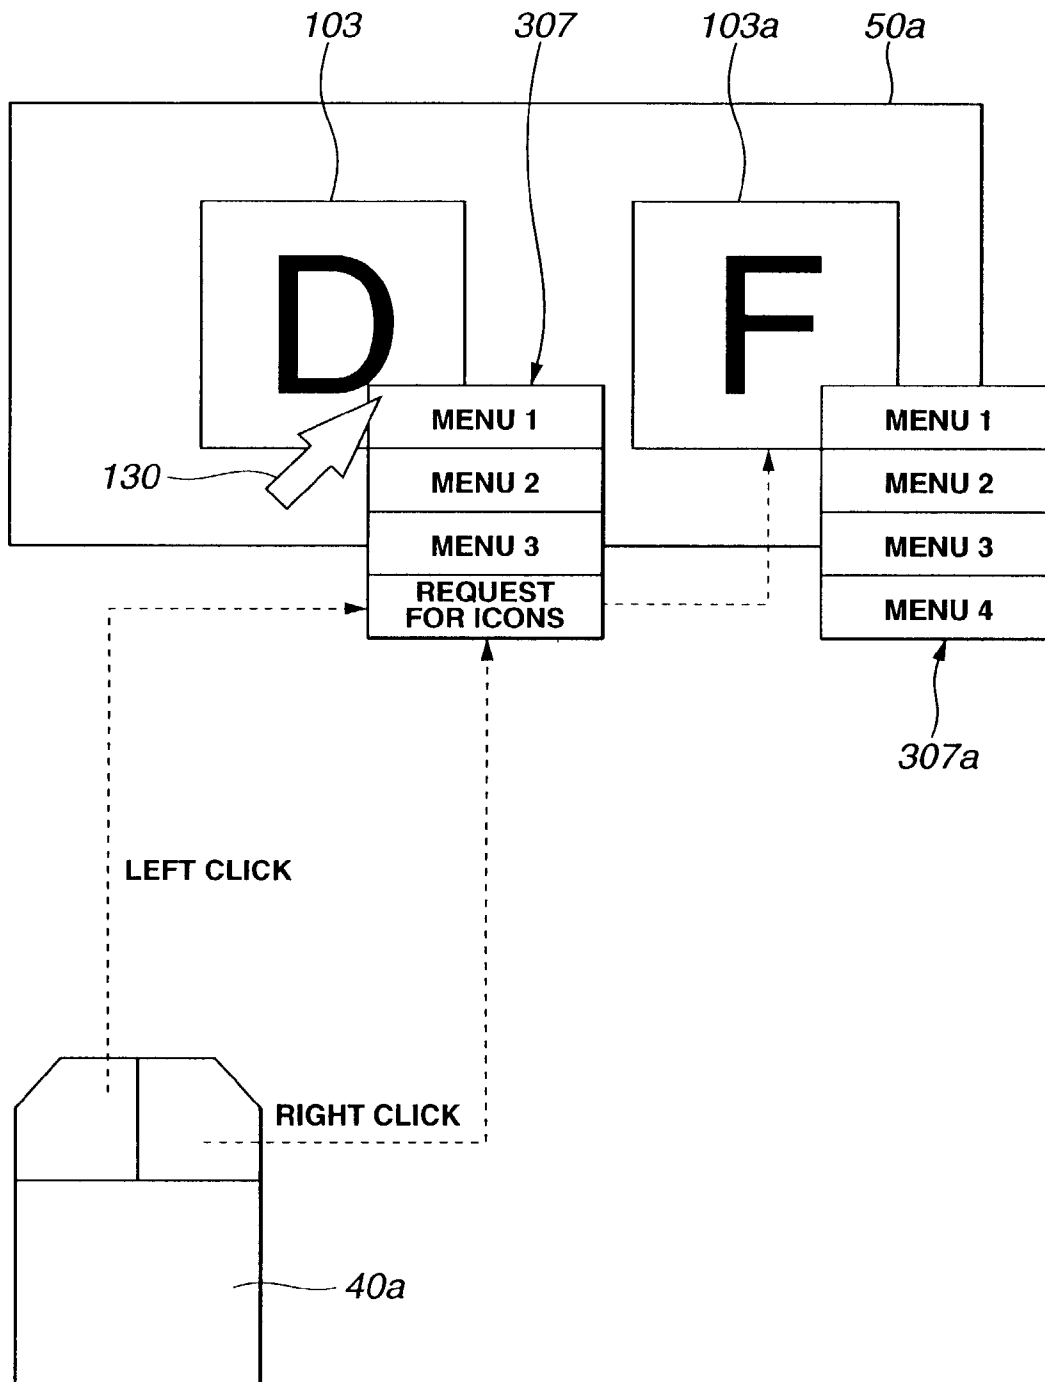 103 307 103a 50a
D F
MENU 1 MENU 1
130
MENU 2 MENU 2
MENU 3 MENU 3
REQUEST
FOR ICONS MENU 4
307a
LEFT CLICK
RIGHT CLICK
40a